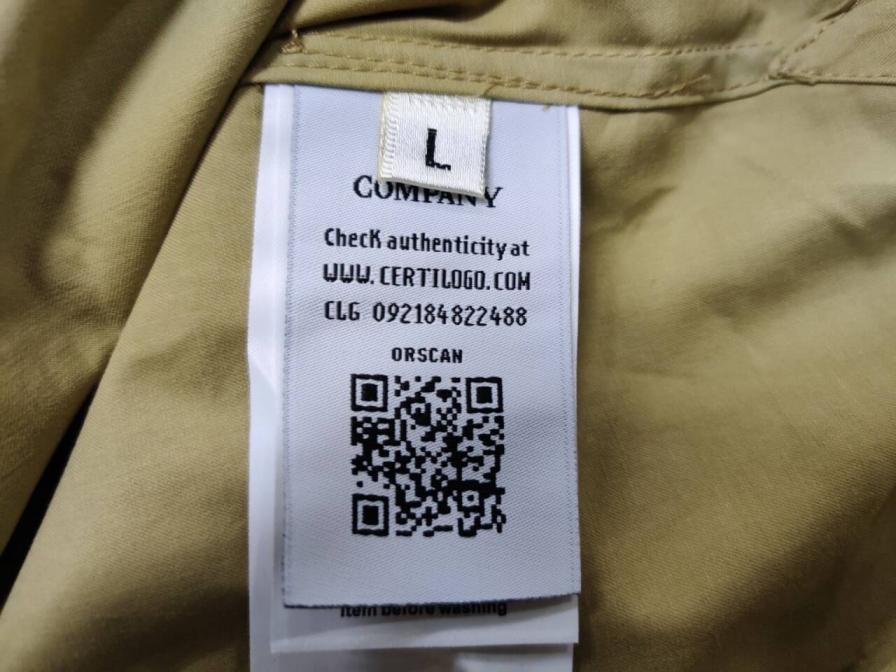 L
COMPANY
Check authenticity at
WWW.CERTILOGO.COM
CLG 092184822488
ORSCAN
item before washing